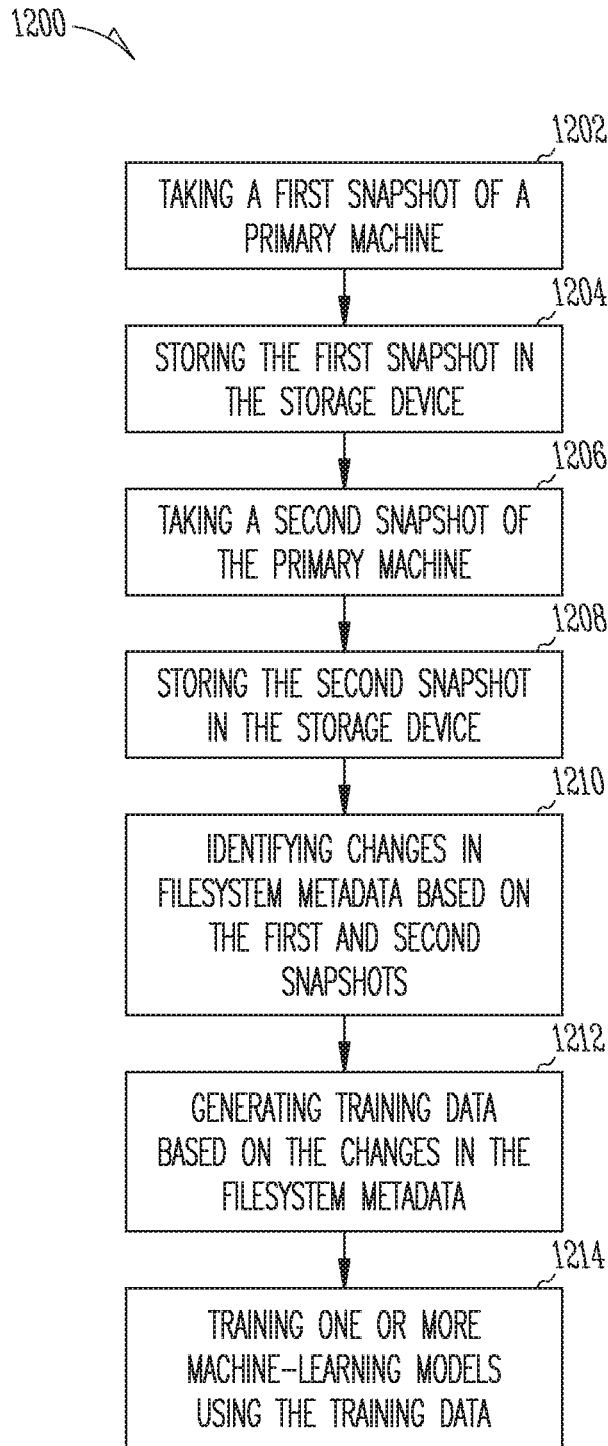 1200
1202
TAKING A FIRST SNAPSHOT OF A
PRIMARY MACHINE
1204
STORING THE FIRST SNAPSHOT IN
THE STORAGE DEVICE
1206
TAKING A SECOND SNAPSHOT OF
THE PRIMARY MACHINE
1208
STORING THE SECOND SNAPSHOT
IN THE STORAGE DEVICE
1210
IDENTIFYING CHANGES IN
FILESYSTEM METADATA BASED ON
THE FIRST AND SECOND
SNAPSHOTS
1212
GENERATING TRAINING DATA
BASED ON THE CHANGES IN THE
FILESYSTEM METADATA
1214
TRAINING ONE OR MORE
MACHINE-LEARNING MODELS
USING THE TRAINING DATA